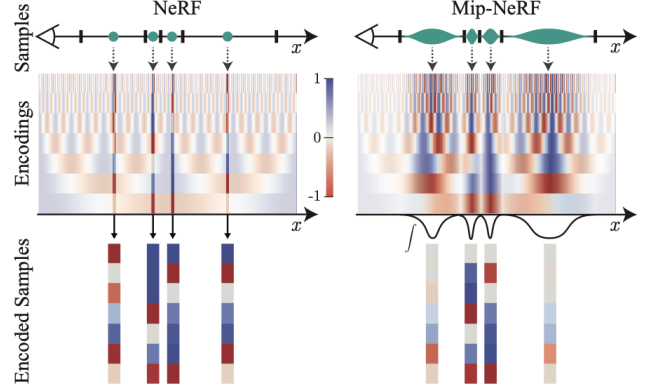 NeRF
Mip-NeRF
Samples
x
x
Encodings
1
0
-1
x
x
∫
Encoded Samples